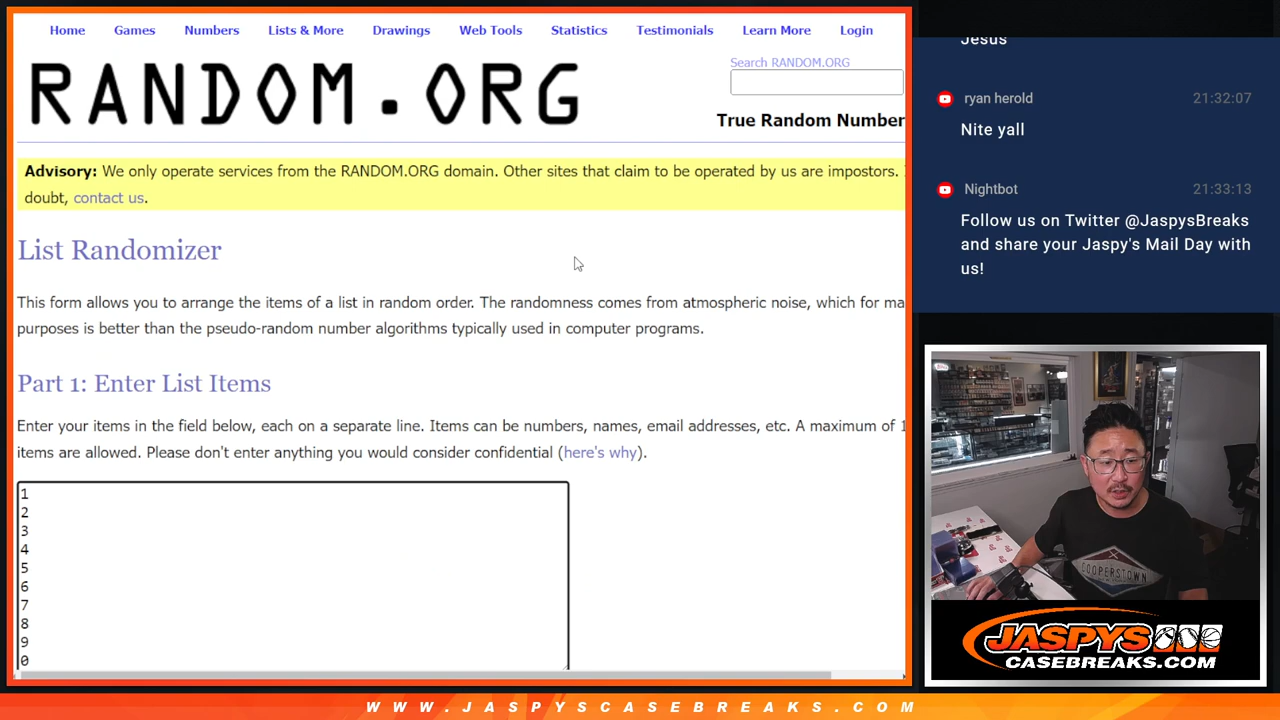 Home Games Numbers Lists & More Drawings Web Tools Statistics Testimonials Learn More Login
RANDOM.ORG
Search RANDOM.ORG
True Random Number
Advisory: We only operate services from the RANDOM.ORG domain. Other sites that claim to be operated by us are impostors.
doubt, contact us.
List Randomizer
This form allows you to arrange the items of a list in random order. The randomness comes from atmospheric noise, which for ma
purposes is better than the pseudo-random number algorithms typically used in computer programs.
Part 1: Enter List Items
Enter your items in the field below, each on a separate line. Items can be numbers, names, email addresses, etc. A maximum of 1
items are allowed. Please don't enter anything you would consider confidential (here's why).
1
2
3
4
5
6
7
8
9
0
Jesus
ryan herold 21:32:07
Nite yall
Nightbot 21:33:13
Follow us on Twitter @JaspysBreaks
and share your Jaspy's Mail Day with
us!
COOPERSTOWN
JASPYS
CASEBREAKS.COM
WWW.JASPYSCASEBREAKS.COM